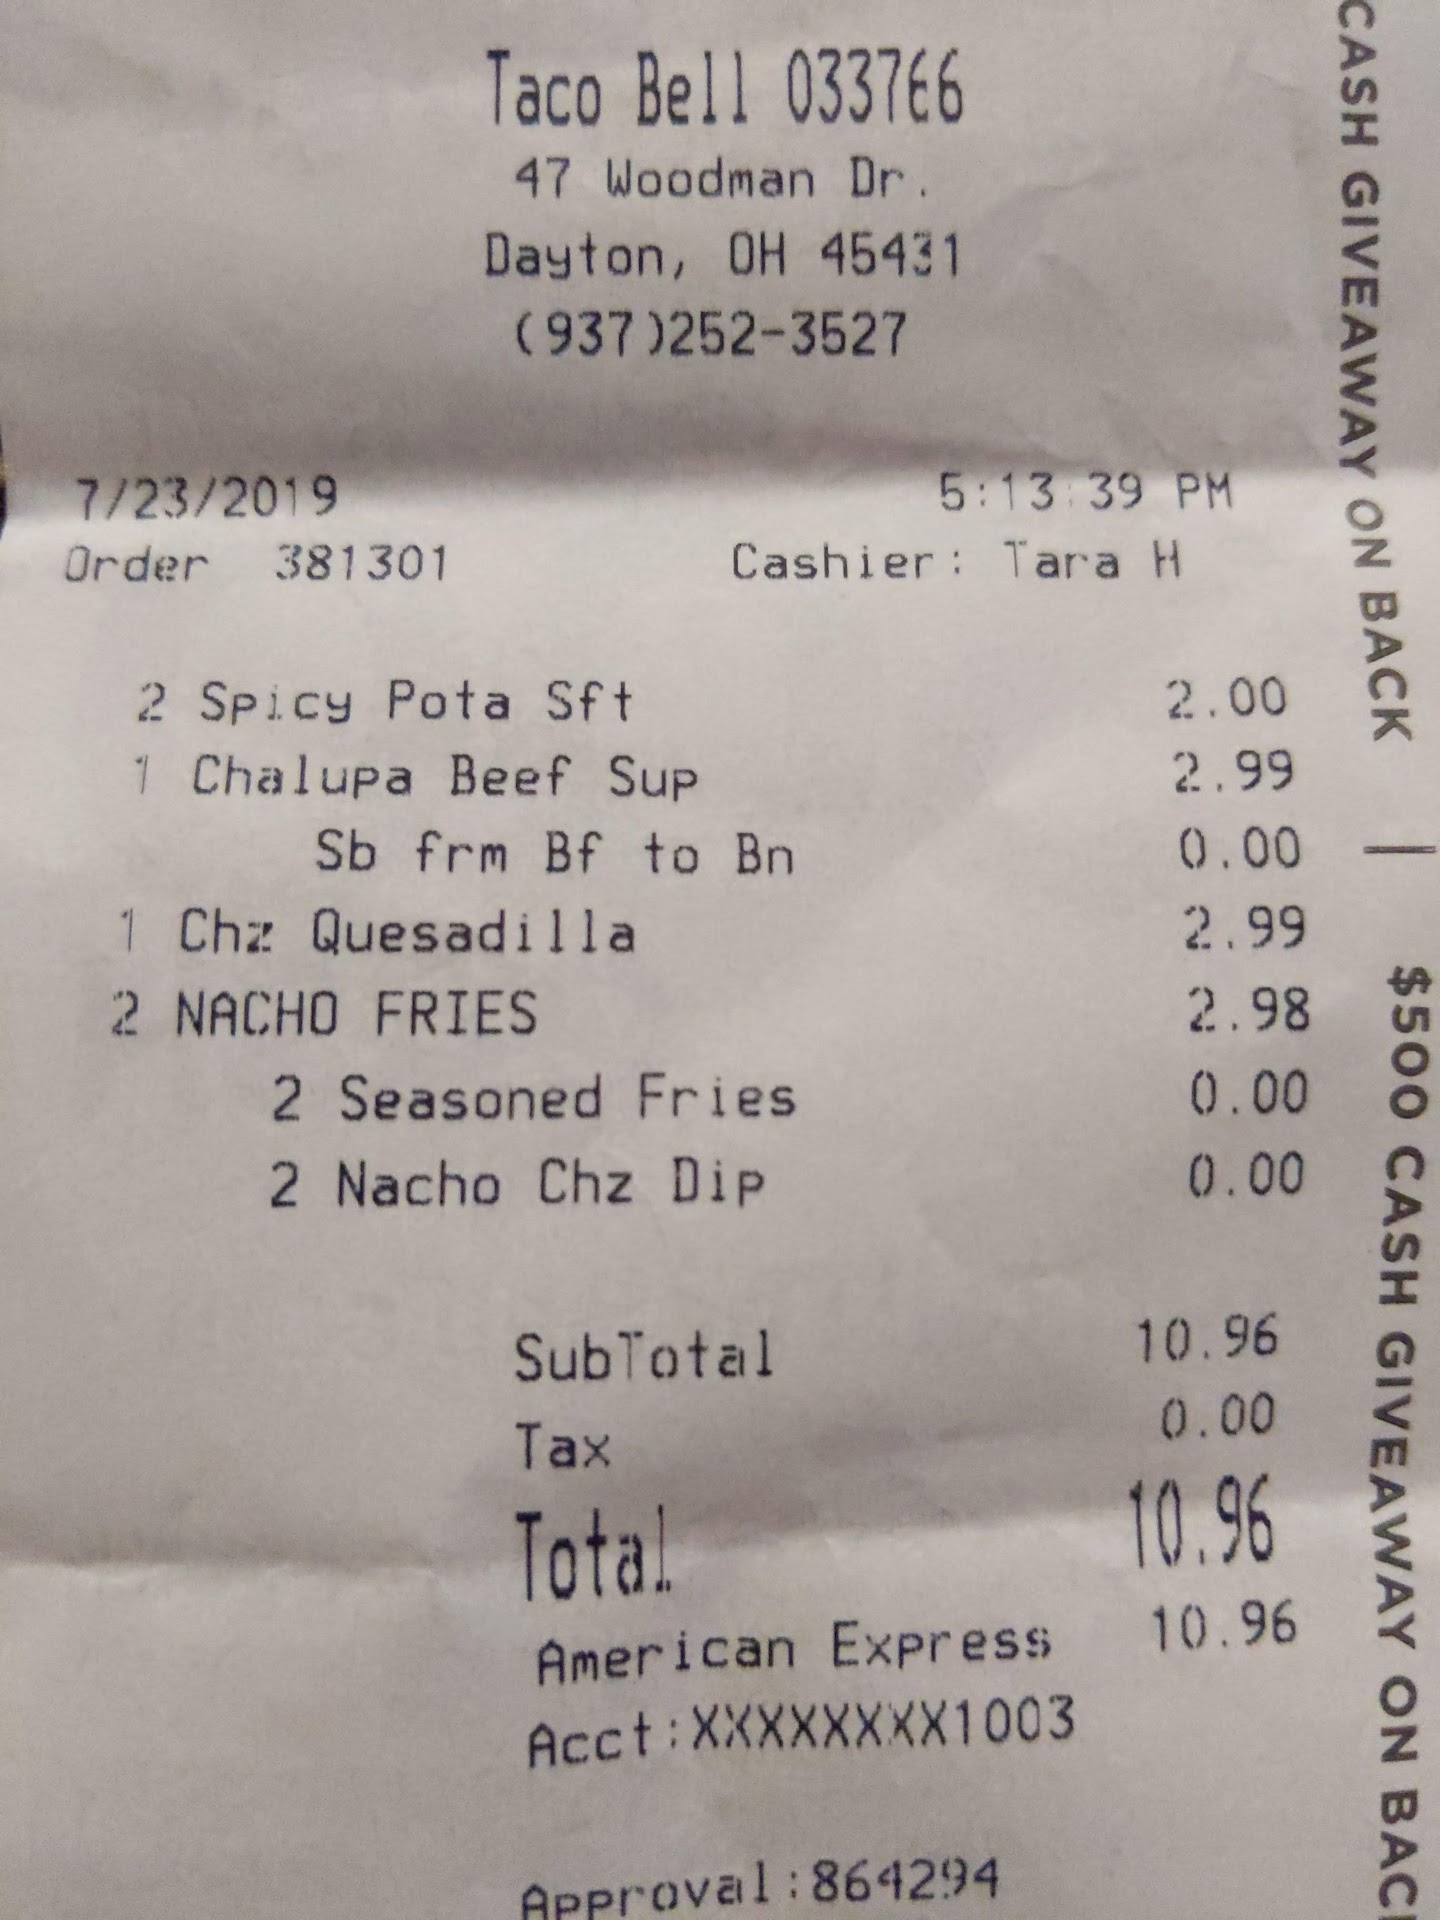 Taco Bell 033766
47 Woodman Dr.
Dayton, OH 45431
(937)252-3527
7/23/2019 5:13:39 PM
Order 381301 Cashier: Tara H
2 Spicy Pota Sft 2.00
1 Chalupa Beef Sup 2.99
Sb frm Bf to Bn 0.00
1 Chz Quesadilla 2.99
2 NACHO FRIES 2.98
2 Seasoned Fries 0.00
2 Nacho Chz Dip 0.00
SubTotal 10.96
Tax 0.00
Total 10.96
American Express 10.96
Acct:XXXXXXXX1003
Approval:864294
CASH GIVEAWAY ON BACK | $500 CASH GIVEAWAY ON BACK